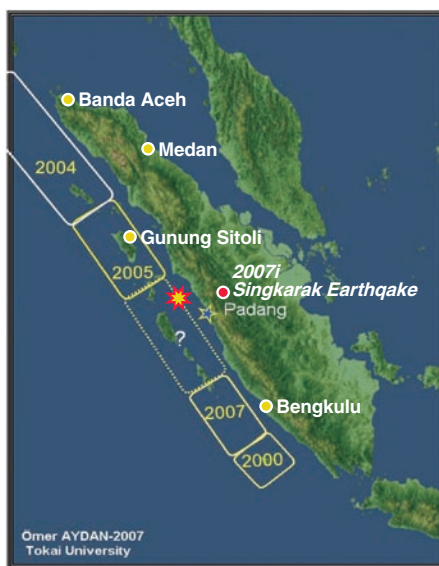 Banda Aceh
2004
Medan
Gunung Sitoli
2005
2007i
Singkarak Earthqake
Padang
?
2007
Bengkulu
2000
Ömer AYDAN-2007
Tokai University